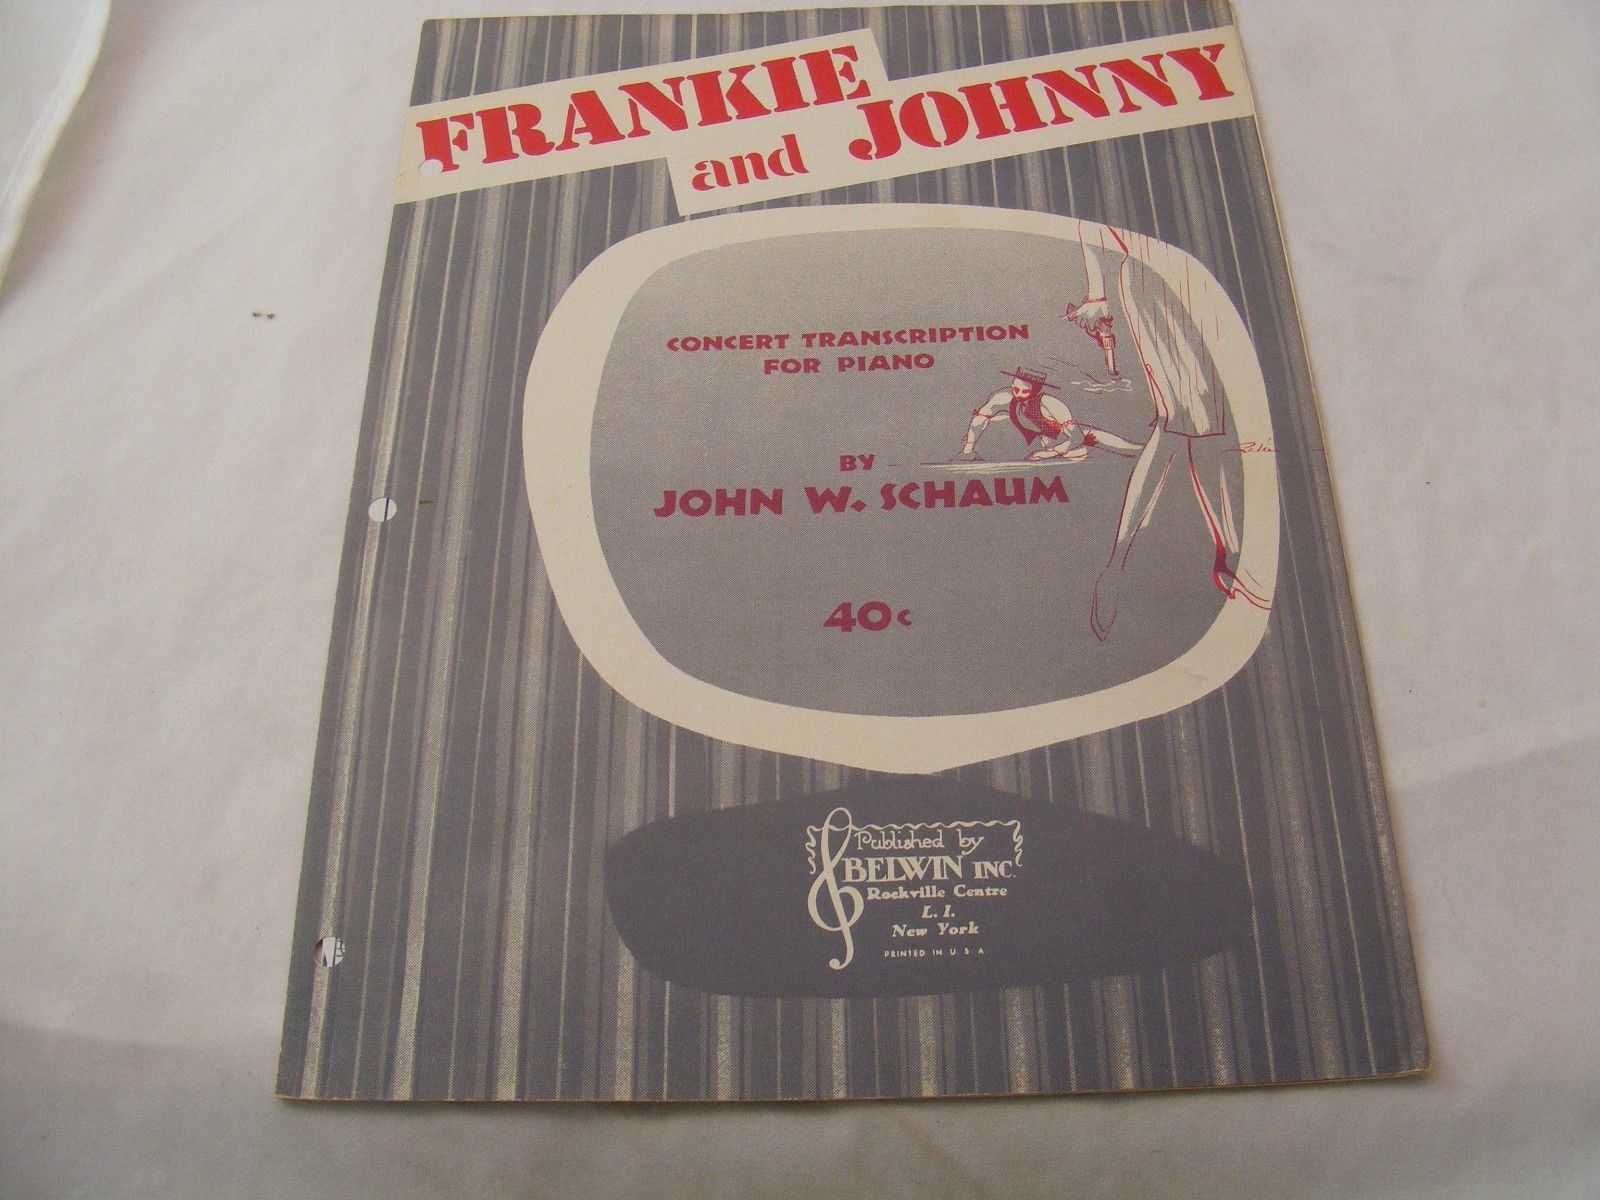 FRANKIE
and JOHNNY
CONCERT TRANSCRIPTION
FOR PIANO
BY
JOHN W. SCHAUM
40c
Published by
BELWIN INC.
Rockville Centre
L. I.
New York
PRINTED IN U. S. A.